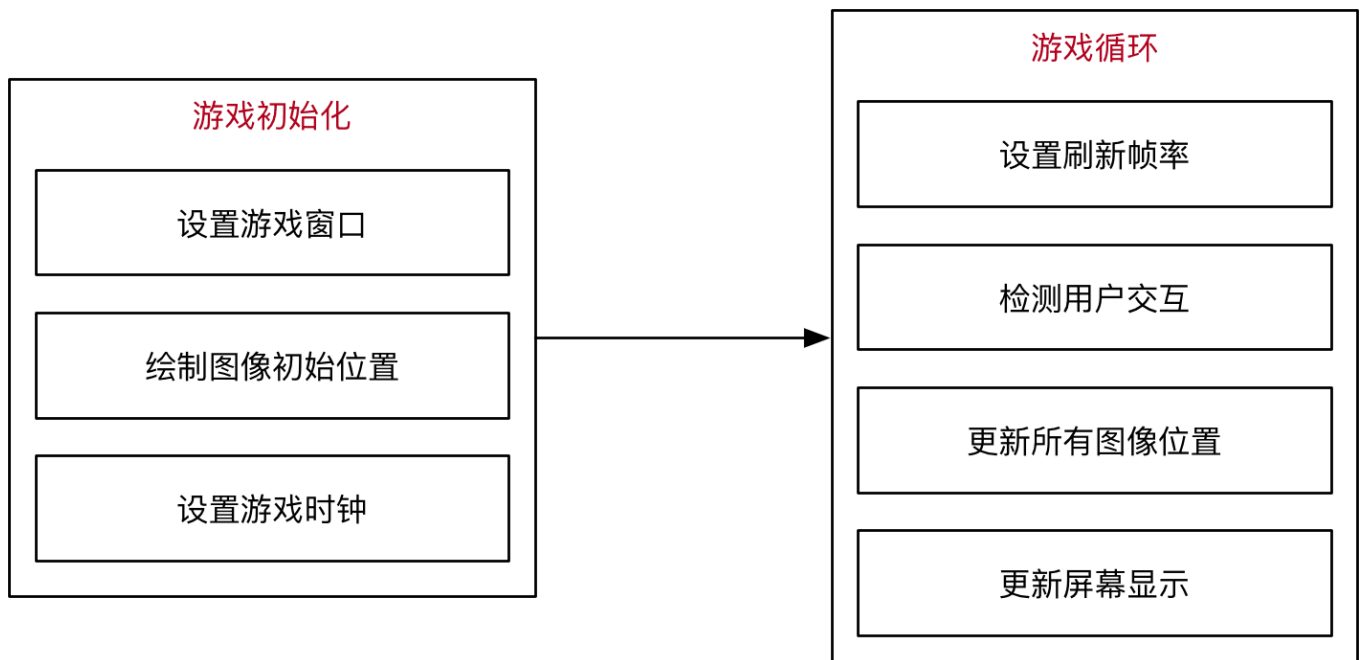 游戏初始化
设置游戏窗口
绘制图像初始位置
设置游戏时钟
游戏循环
设置刷新帧率
检测用户交互
更新所有图像位置
更新屏幕显示